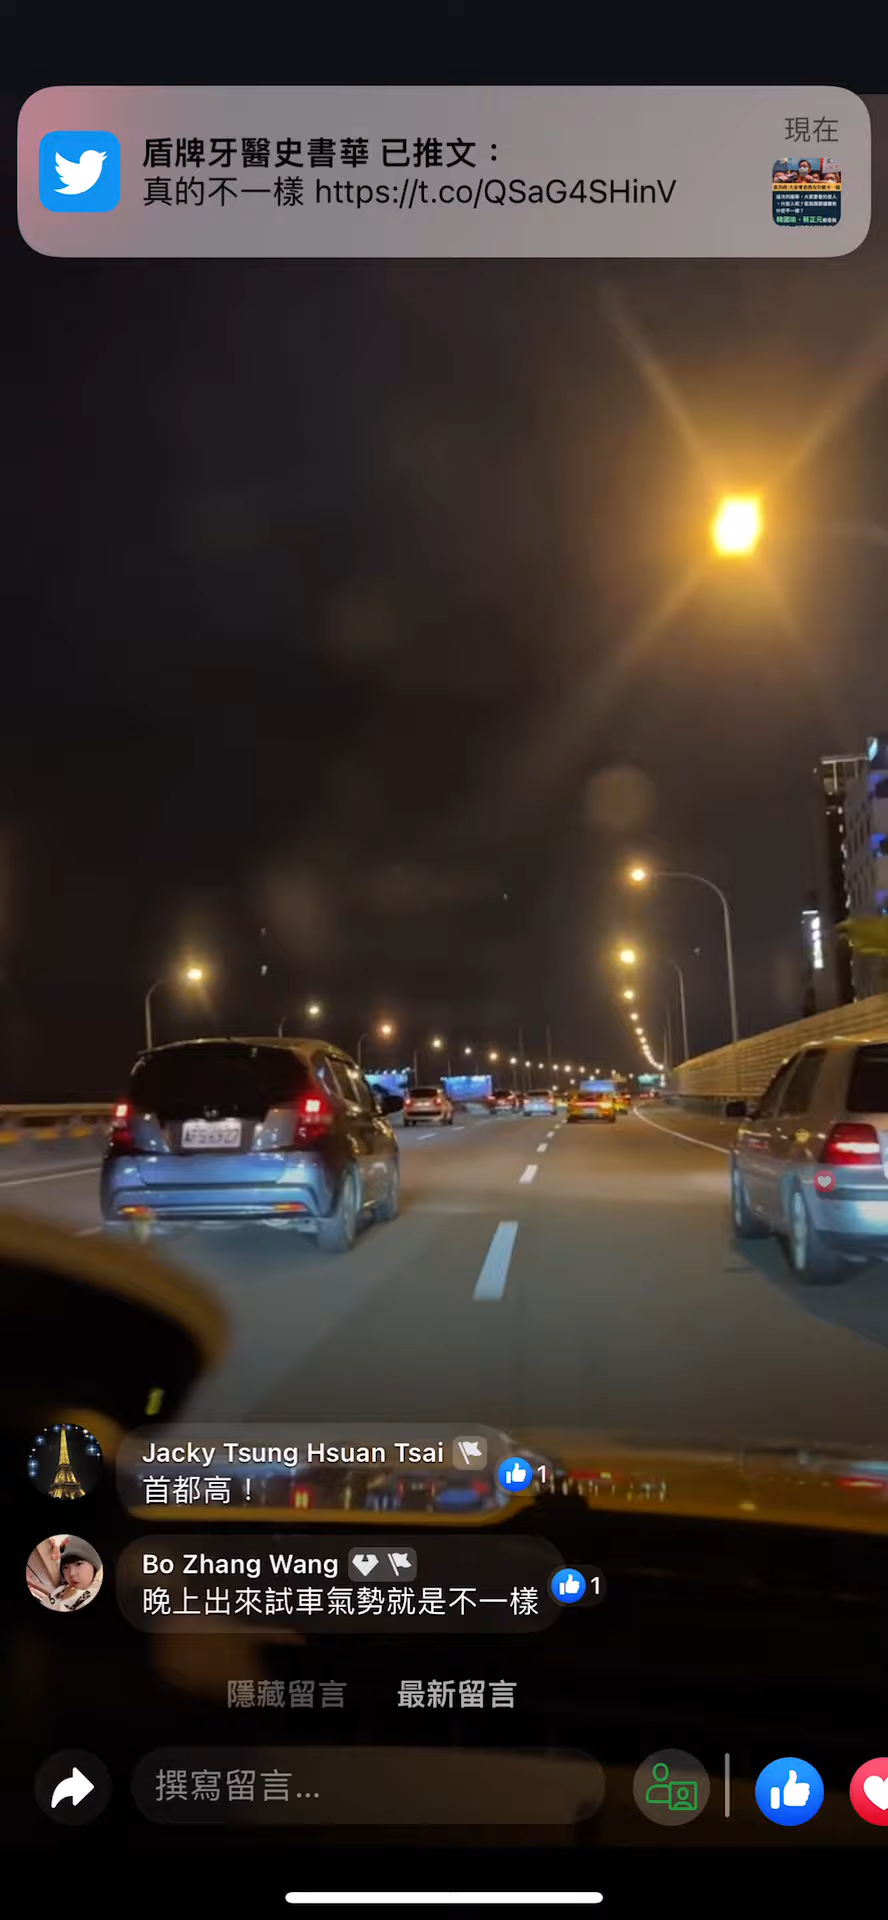 現在
盾牌牙醫史書華 已推文：
真的不一樣 https://t.co/QSaG4SHinV
Jacky Tsung Hsuan Tsai
首都高！
1
Bo Zhang Wang
晚上出來試車氣勢就是不一樣
1
隱藏留言 最新留言
撰寫留言...